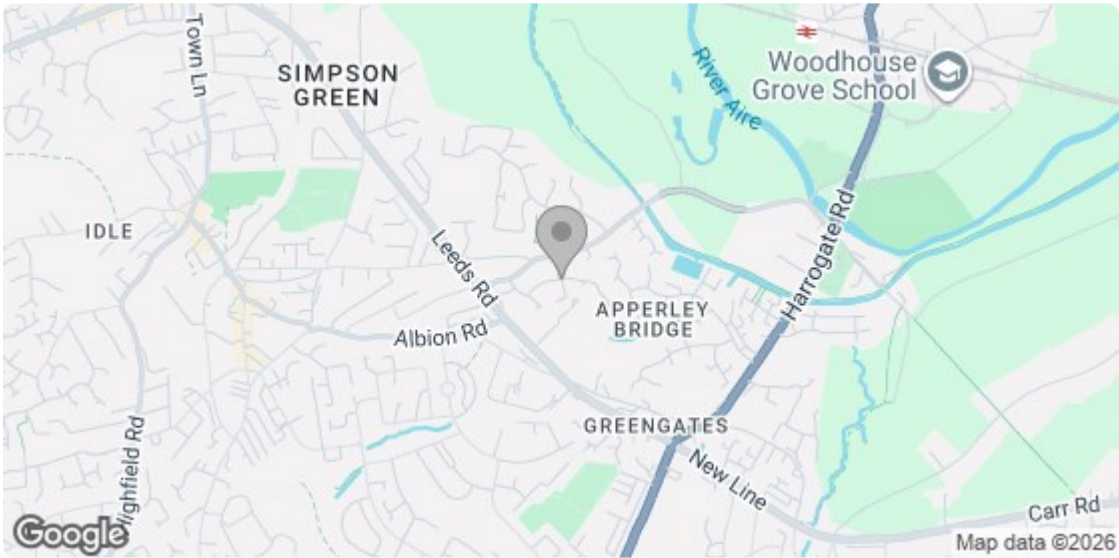 Town Ln
SIMPSON
GREEN
River Aire
Woodhouse
Grove School
IDLE
Leeds Rd
Harrogate Rd
APPERLEY
BRIDGE
Albion Rd
Highfield Rd
GREENGATES
New Line
Carr Rd
Google
Map data ©2026